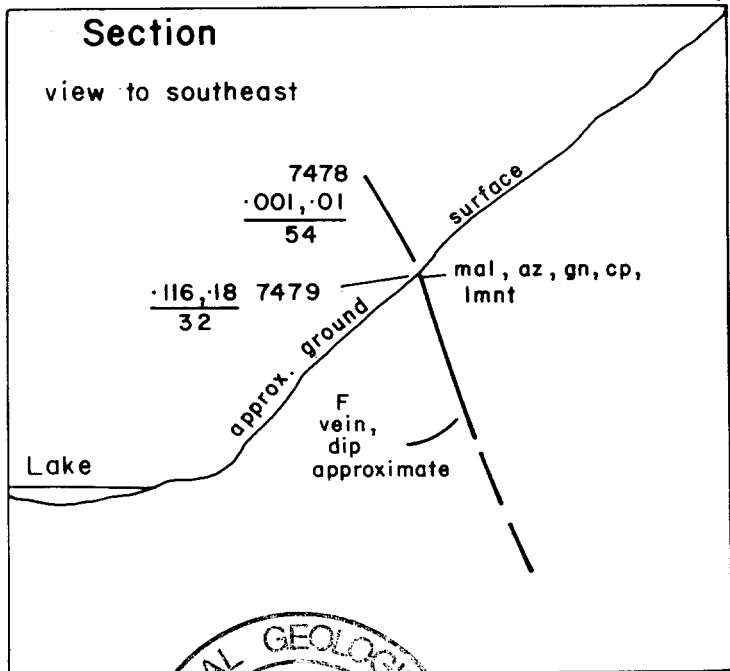 Section
view to southeast
7478
.001, .01
54
surface
mal, az, gn, cp,
lmnt
.116, .18 7479
32
approx. ground
F
vein,
dip
approximate
Lake
GEOLOG